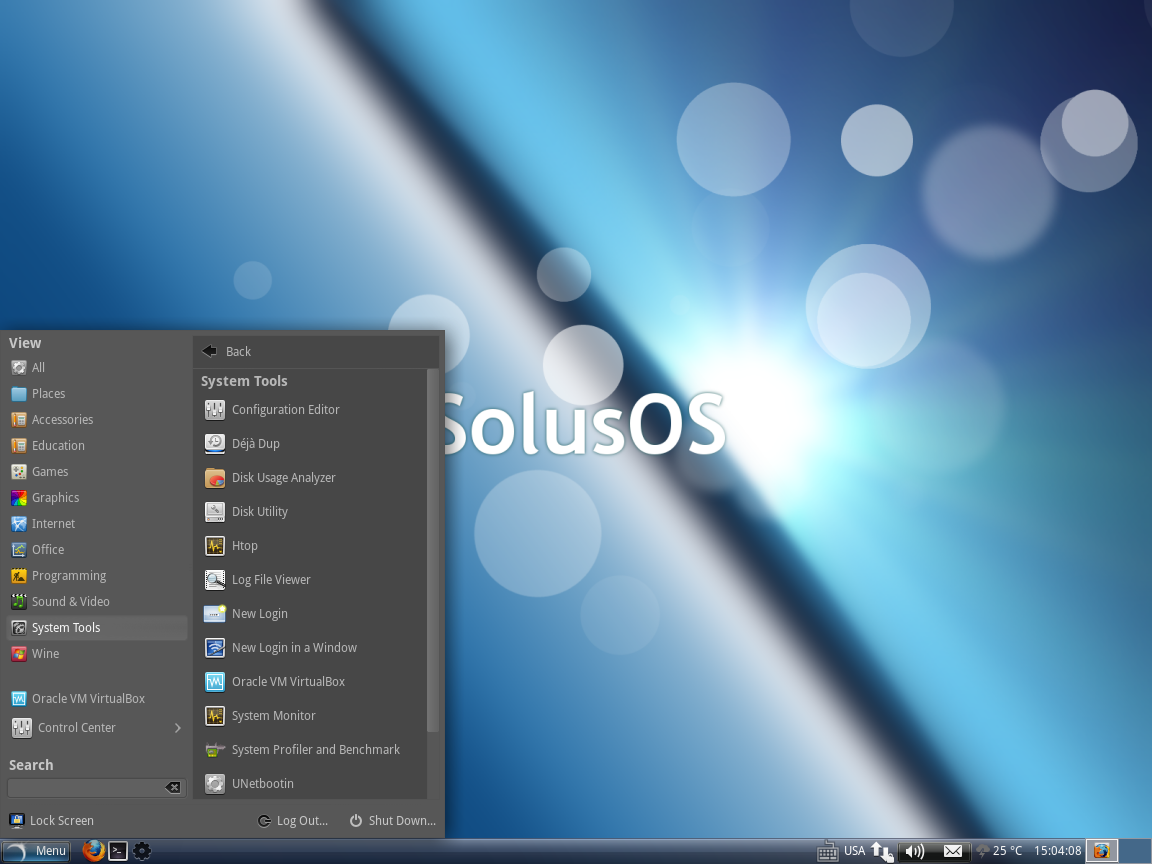 SolusOS
View
All
Places
Accessories
Education
Games
Graphics
Internet
Office
Programming
Sound & Video
System Tools
Wine
Oracle VM VirtualBox
Control Center
Search
Back
System Tools
Configuration Editor
Déjà Dup
Disk Usage Analyzer
Disk Utility
Htop
Log File Viewer
New Login
New Login in a Window
Oracle VM VirtualBox
System Monitor
System Profiler and Benchmark
UNetbootin
Lock Screen
Log Out...
Shut Down...
Menu
USA
25 °C
15:04:08